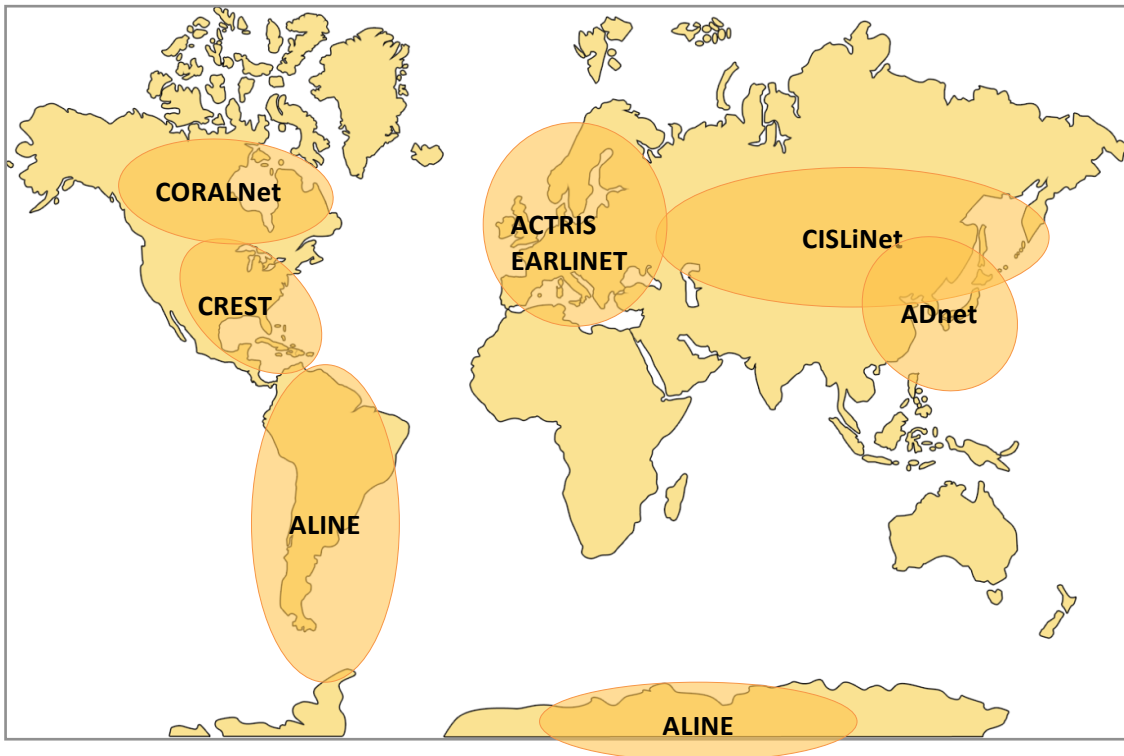 CORALNet
ACTRIS
EARLINET
CISLiNet
CREST
ADnet
ALINE
ALINE